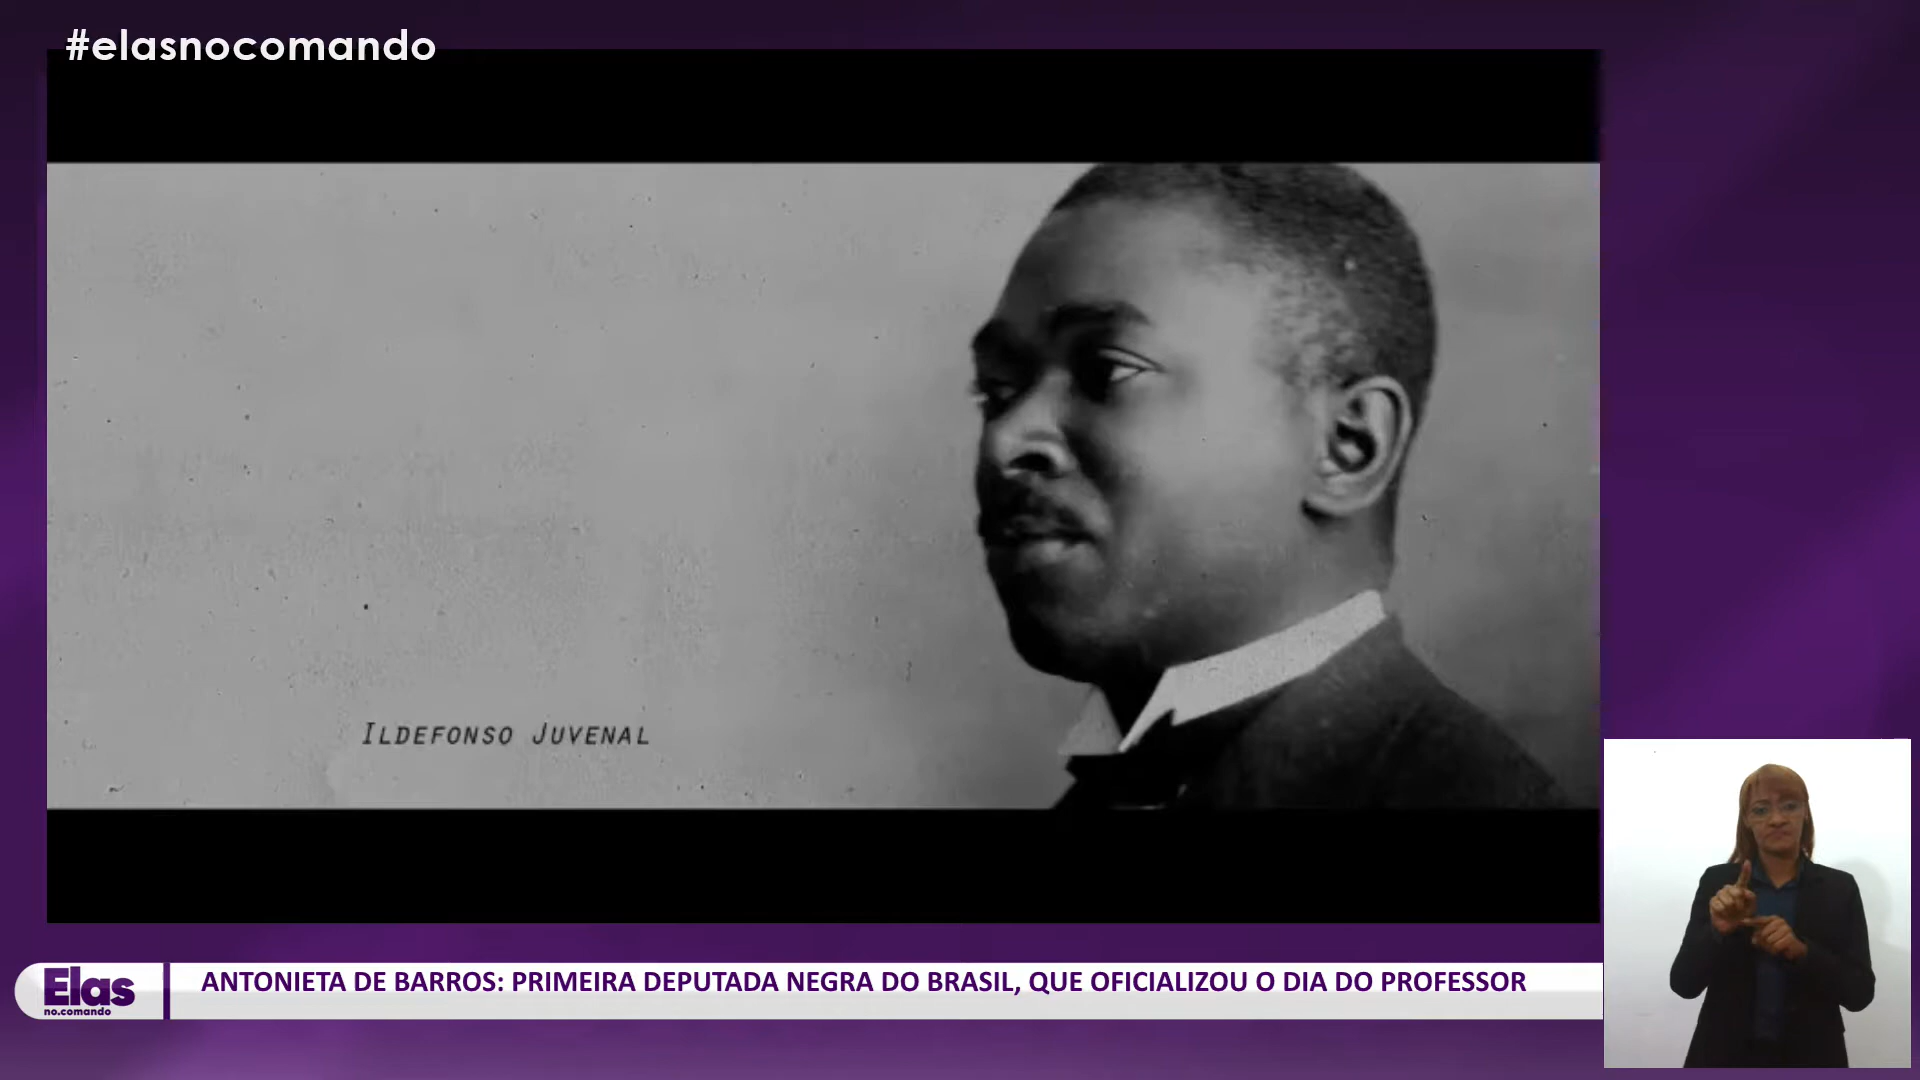 #elasnocomando
ILDEFONSO JUVENAL
Elas
no.comando
ANTONIETA DE BARROS: PRIMEIRA DEPUTADA NEGRA DO BRASIL, QUE OFICIALIZOU O DIA DO PROFESSOR